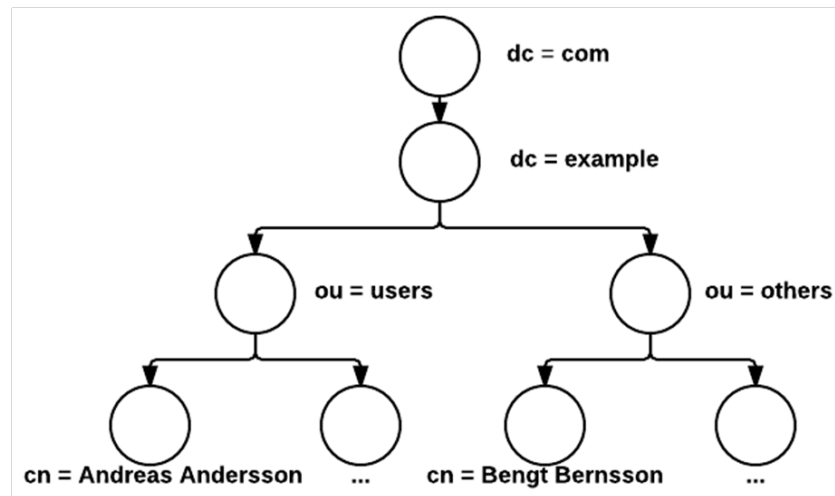 dc = com
dc = example
ou = users
ou = others
cn = Andreas Andersson
...
cn = Bengt Bernsson
...